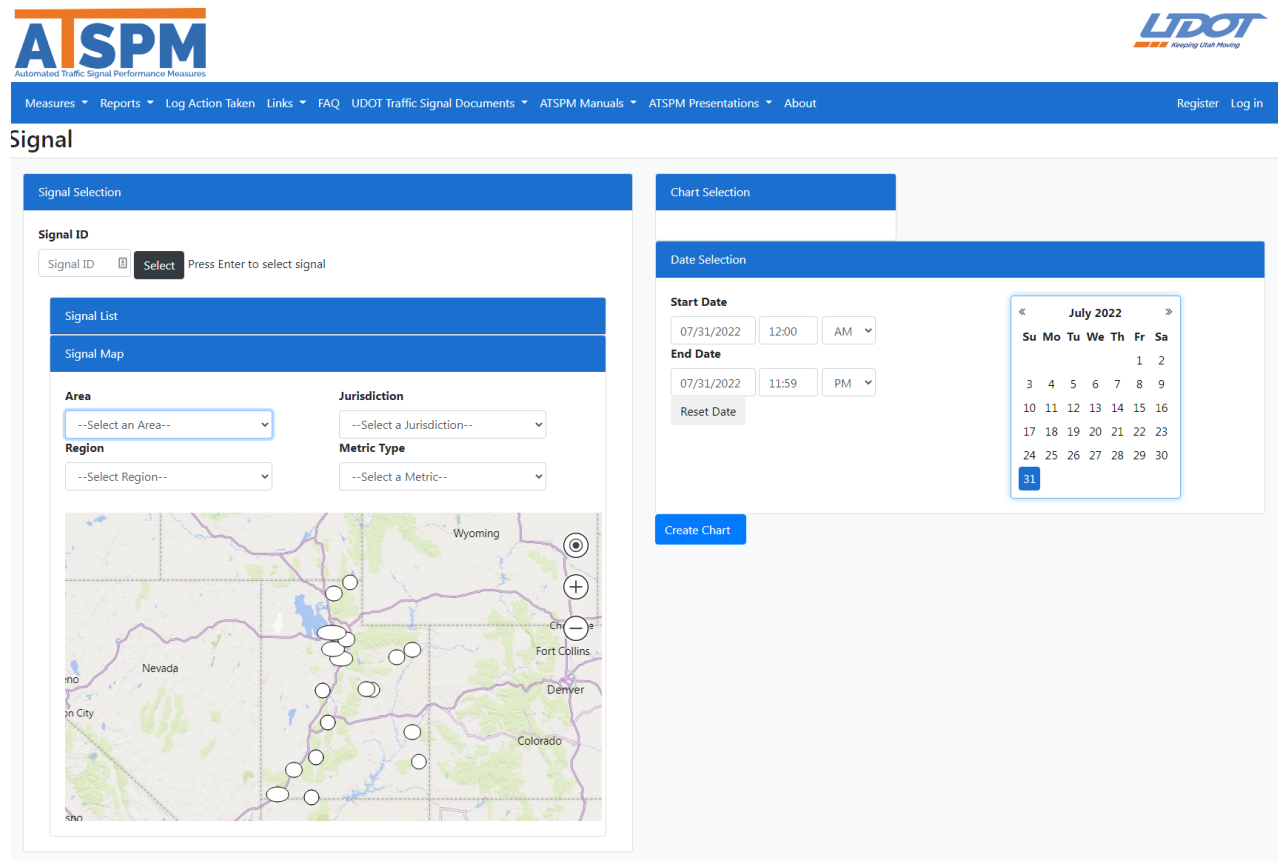 ATSPM
Automated Traffic Signal Performance Measures
UDOT
Keeping Utah Moving
Measures Reports Log Action Taken Links FAQ UDOT Traffic Signal Documents ATSPM Manuals ATSPM Presentations About Register Log in
Signal
Signal Selection
Signal ID
Signal ID Select Press Enter to select signal
Signal List
Signal Map
Area Jurisdiction
--Select an Area-- --Select a Jurisdiction--
Region Metric Type
--Select Region-- --Select a Metric--
Wyoming
Fort Collins
Nevada
Denver
Colorado
Chart Selection
Date Selection
Start Date
07/31/2022 12:00 AM
End Date
07/31/2022 11:59 PM
Reset Date
« July 2022 »
Su Mo Tu We Th Fr Sa
1 2
3 4 5 6 7 8 9
10 11 12 13 14 15 16
17 18 19 20 21 22 23
24 25 26 27 28 29 30
31
Create Chart